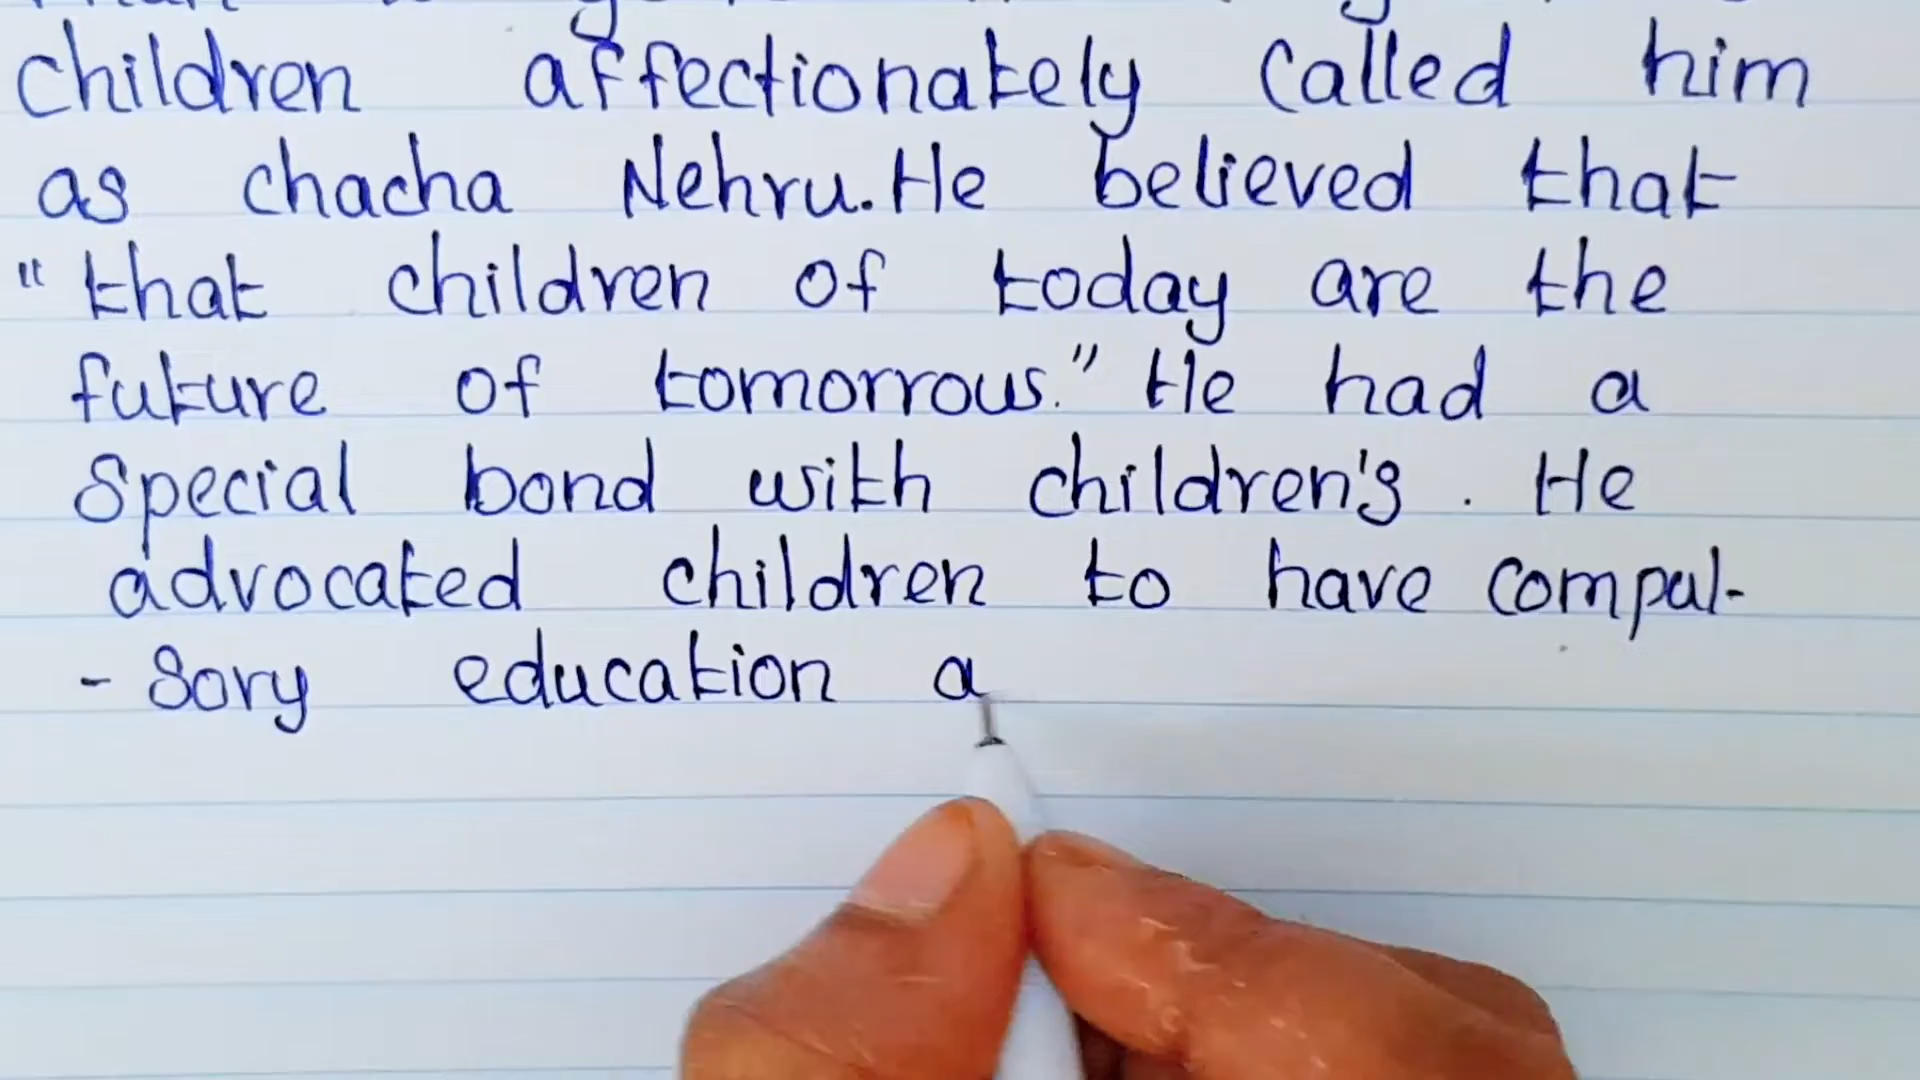 children affectionately called him
as chacha Nehru. He believed that
"that children of today are the
future of tomorrow." He had a
Special bond with children's. He
advocated children to have compul-
- Sory education a